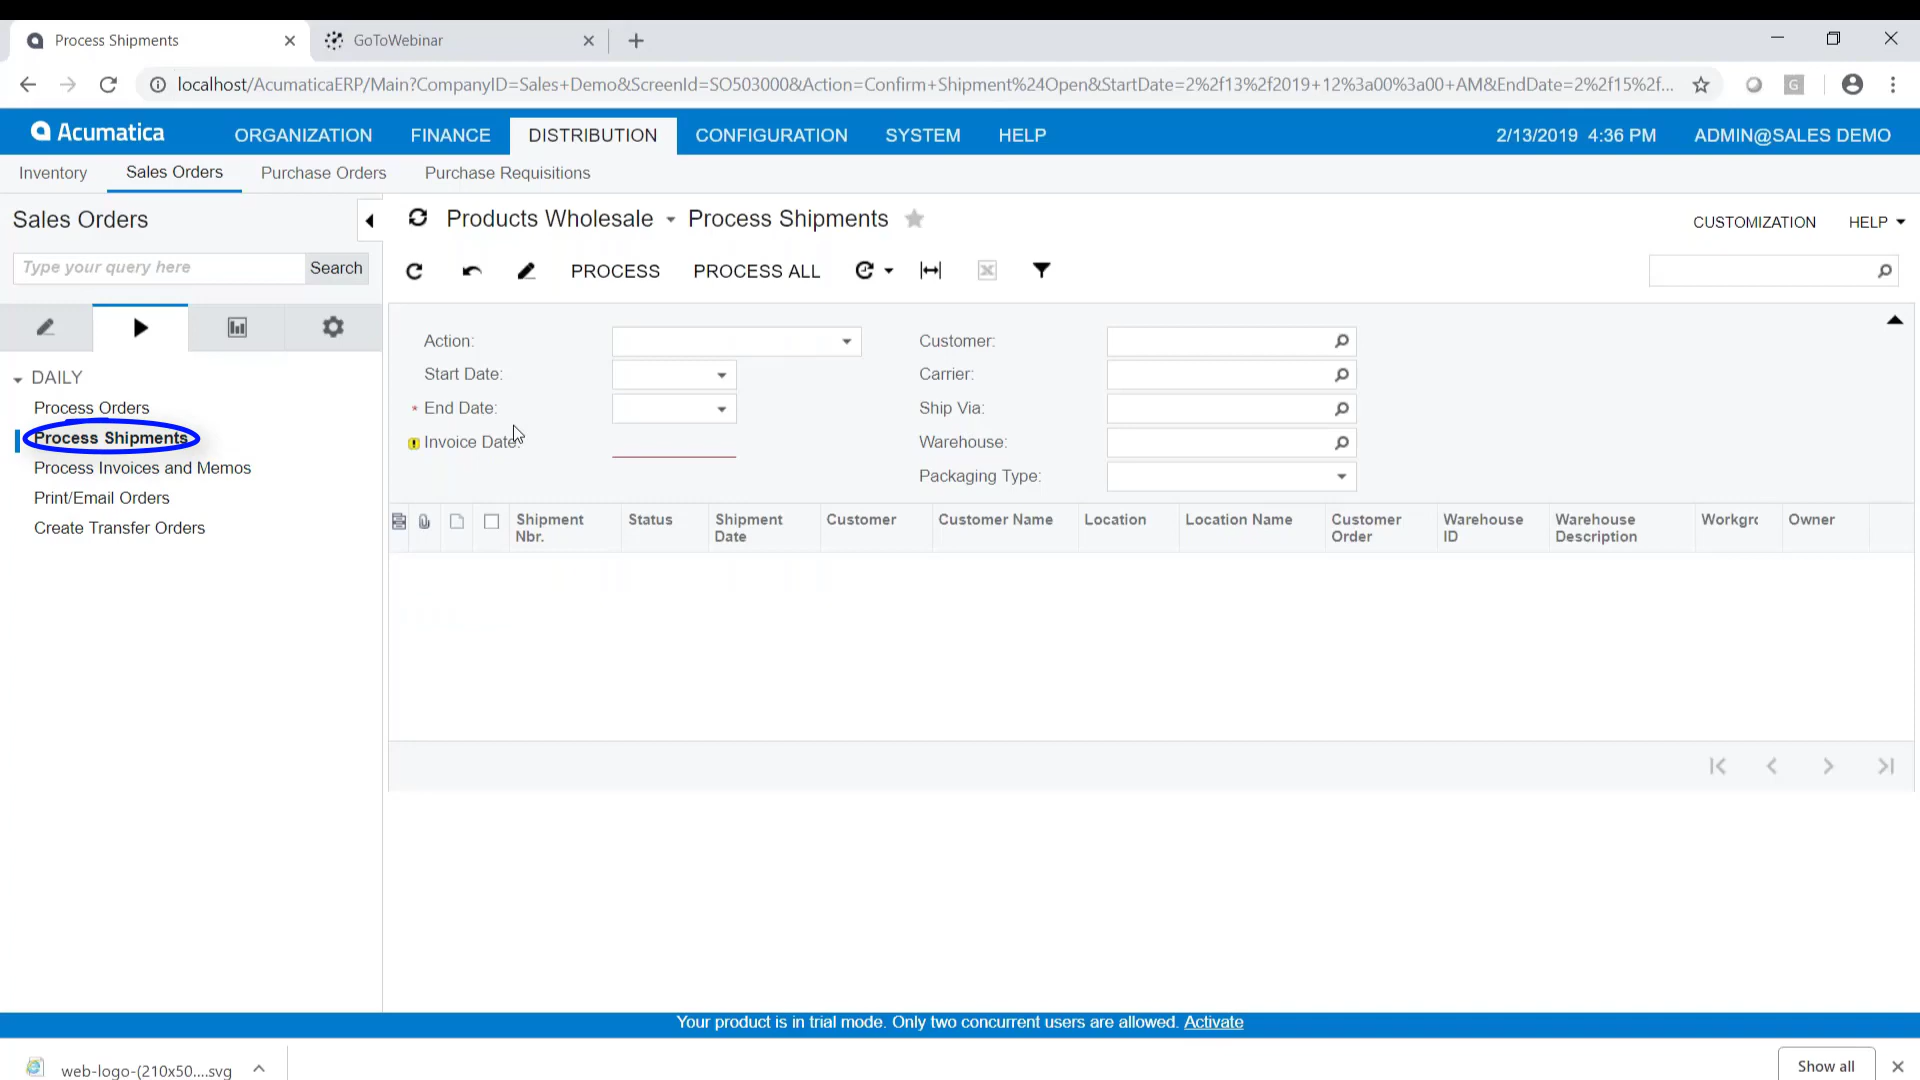 Process Shipments
GoToWebinar
localhost/AcumaticaERP/Main?CompanyID=Sales+Demo&ScreenId=SO503000&Action=Confirm+Shipment%24Open&StartDate=2%2f13%2f2019+12%3a00%3a00+AM&EndDate=2%2f15%2f...
G
Acumatica
ORGANIZATION
FINANCE
DISTRIBUTION
CONFIGURATION
SYSTEM
HELP
2/13/2019 4:36 PM
ADMIN@SALES DEMO
Inventory
Sales Orders
Purchase Orders
Purchase Requisitions
Sales Orders
Products Wholesale
Process Shipments
CUSTOMIZATION
HELP
Type your query here
Search
PROCESS
PROCESS ALL
DAILY
Process Orders
Process Shipments
Process Invoices and Memos
Print/Email Orders
Create Transfer Orders
Action:
Start Date:
* End Date:
Invoice Date:
Customer:
Carrier:
Ship Via:
Warehouse:
Packaging Type:
Shipment
Nbr.
Status
Shipment
Date
Customer
Customer Name
Location
Location Name
Customer
Order
Warehouse
ID
Warehouse
Description
Workgrc
Owner
Your product is in trial mode. Only two concurrent users are allowed. Activate
web-logo-(210x50....svg
Show all